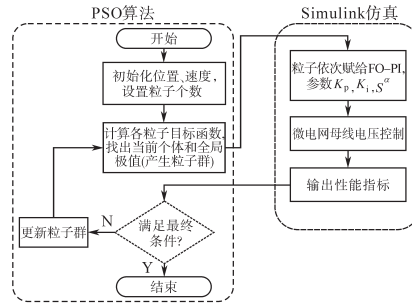 PSO算法
开始
初始化位置、速度,
设置粒子个数
计算各粒子目标函数,
找出当前个体和全局
极值(产生粒子群)
更新粒子群
N
满足最终
条件?
Y
结束
Simulink仿真
粒子依次赋给FO-PI,
参数Kp,Ki,S^α
微电网母线电压控制
输出性能指标